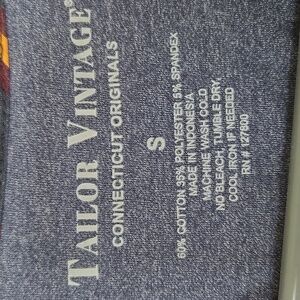 TAILOR VINTAGE®
CONNECTICUT ORIGINALS
S
60% COTTON 35% POLYESTER 5% SPANDEX
MADE IN INDONESIA
MACHINE WASH COLD
NO BLEACH, TUMBLE DRY,
COOL IRON IF NEEDED
RN # 127600